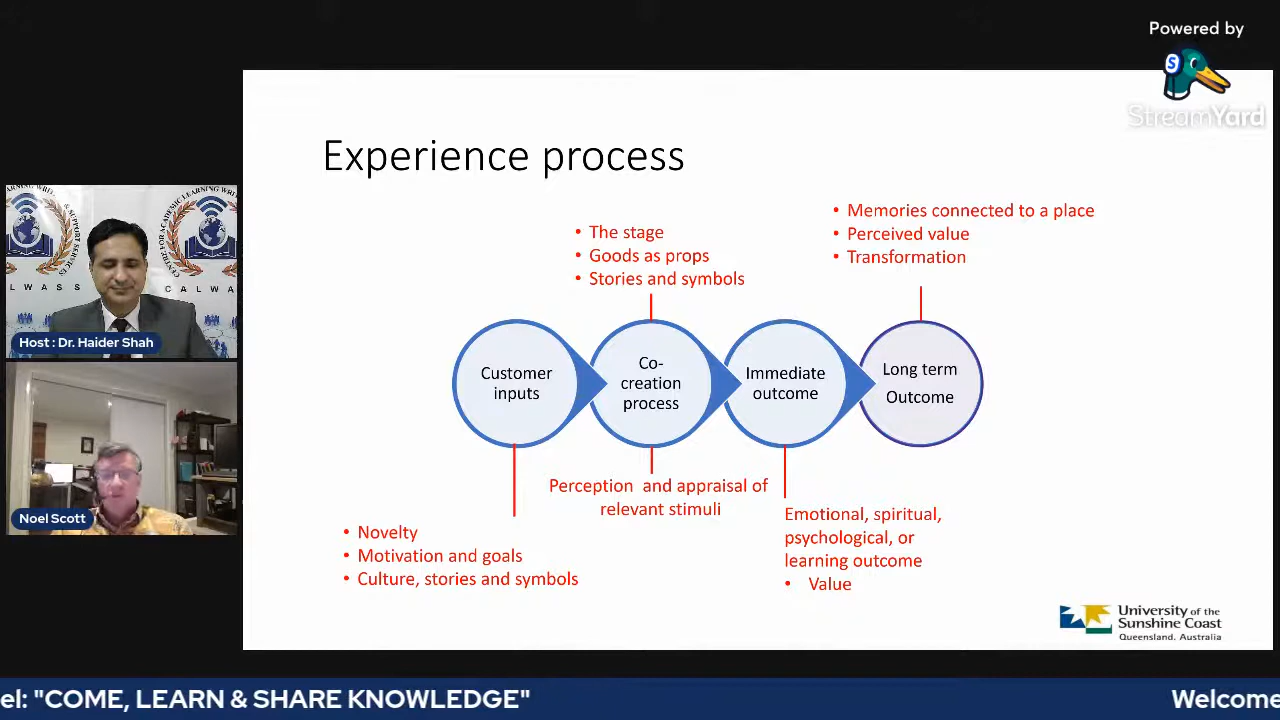 Powered by
StreamYard
Experience process
• The stage
• Goods as props
• Stories and symbols
• Memories connected to a place
• Perceived value
• Transformation
Customer
inputs
Co-
creation
process
Immediate
outcome
Long term
Outcome
Perception and appraisal of
relevant stimuli
• Novelty
• Motivation and goals
• Culture, stories and symbols
Emotional, spiritual,
psychological, or
learning outcome
• Value
University of the
Sunshine Coast
Queensland, Australia
CALWASS
Host : Dr. Haider Shah
Noel Scott
el: "COME, LEARN & SHARE KNOWLEDGE"
Welcome